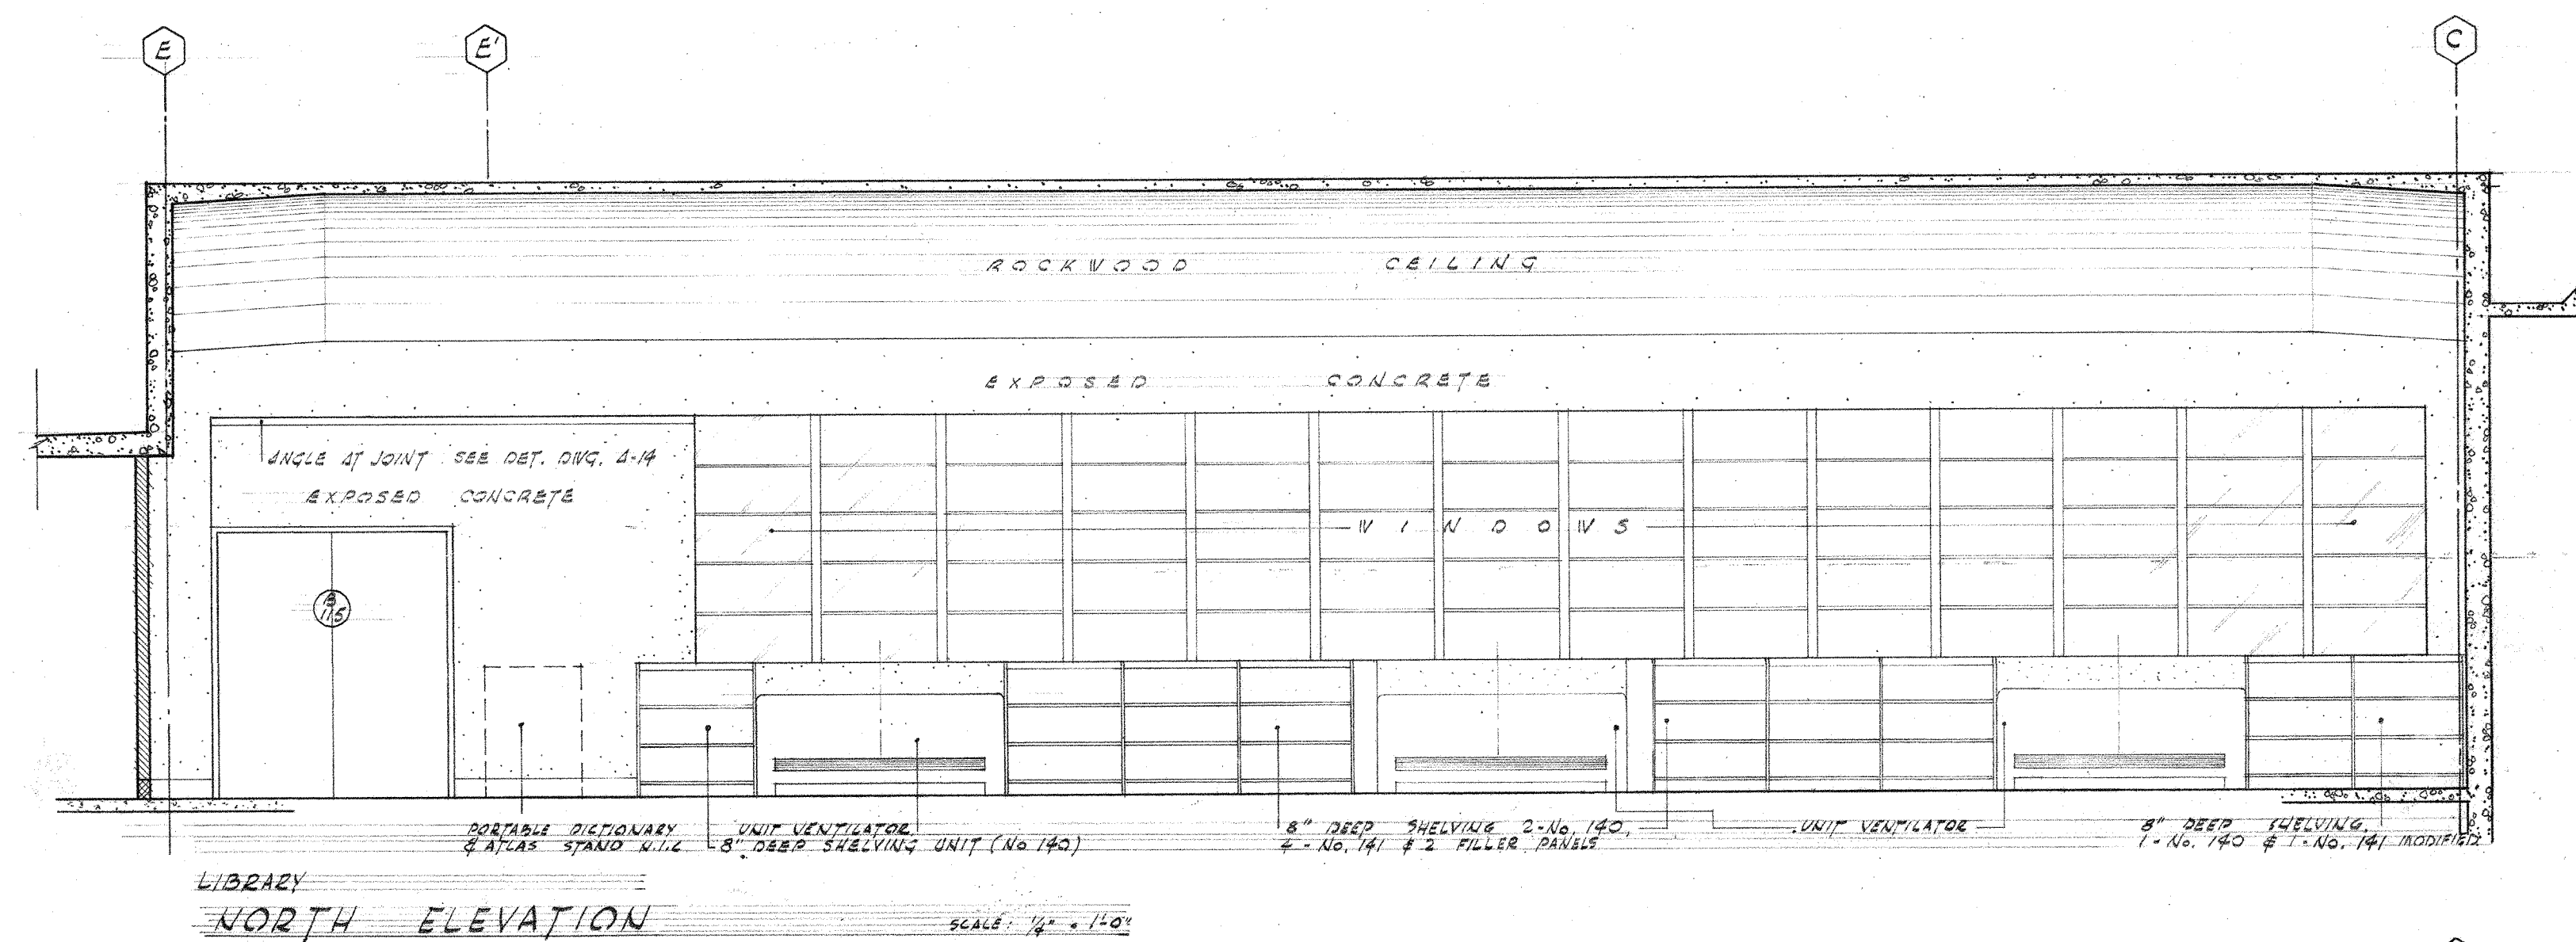 E
E'
C
ROCKWOOD CEILING
EXPOSED CONCRETE
ANGLE AT JOINT SEE DET. DWG. A-14
EXPOSED CONCRETE
WINDOWS
B
115
PORTABLE DICTIONARY
& ATLAS STAND N.I.C.
UNIT VENTILATOR
8" DEEP SHELVING UNIT (No 140)
8" DEEP SHELVING 2-No. 140,
4-No. 141 & 2 FILLER PANELS
UNIT VENTILATOR
8" DEEP SHELVING,
1-No. 140 & 1-No. 141 MODIFIED
LIBRARY
NORTH ELEVATION
SCALE: 1/4" = 1'-0"